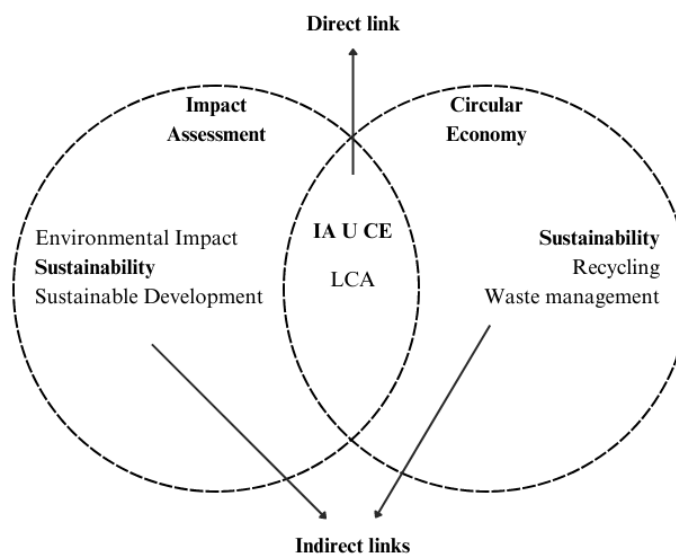 Direct link
Impact
Assessment
Circular
Economy
Environmental Impact
Sustainability
Sustainable Development
IA U CE
LCA
Sustainability
Recycling
Waste management
Indirect links